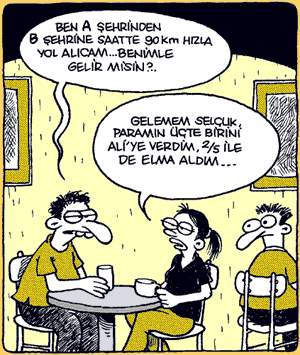 BEN A ŞEHRİNDEN
B ŞEHRİNE SAATTE 90 KM HIZLA
YOL ALICAM... BENİMLE
GELİR MİSİN?.
GELEMEM SELÇUK,
PARAMIN ÜÇTE BİRİNİ
ALİ'YE VERDİM, 2/5 İLE
DE ELMA ALDIM...